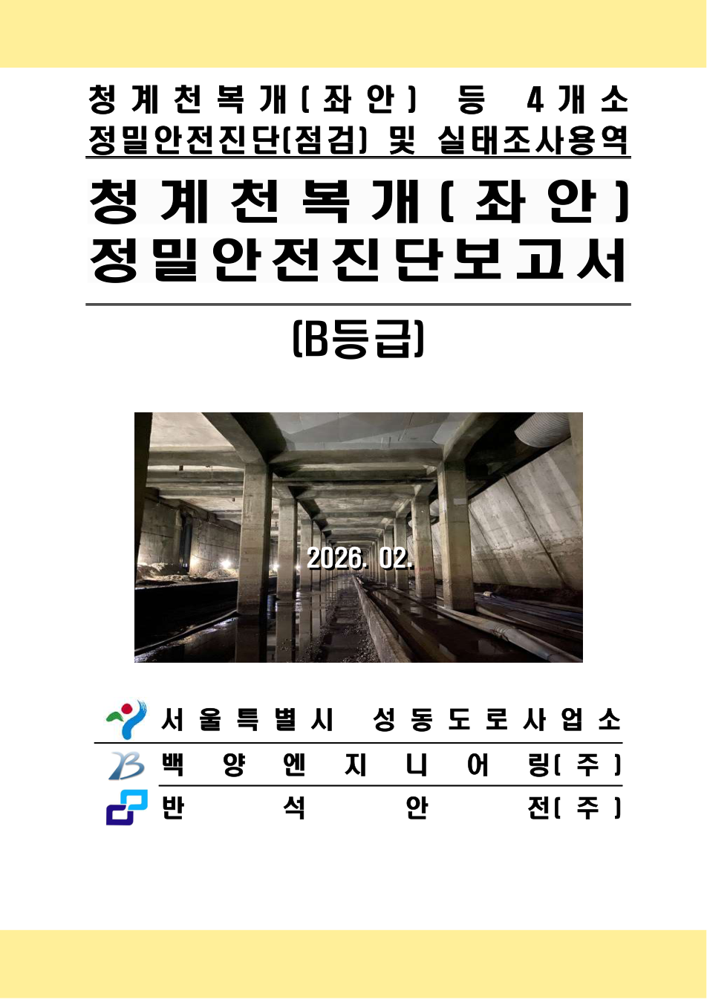 청계천복개(좌안) 등 4개소
정밀안전진단(점검) 및 실태조사용역
청계천복개(좌안)
정밀안전진단보고서
(B등급)
2026. 02.
서울특별시 성동도로사업소
백양엔지니어링(주)
반석안전(주)